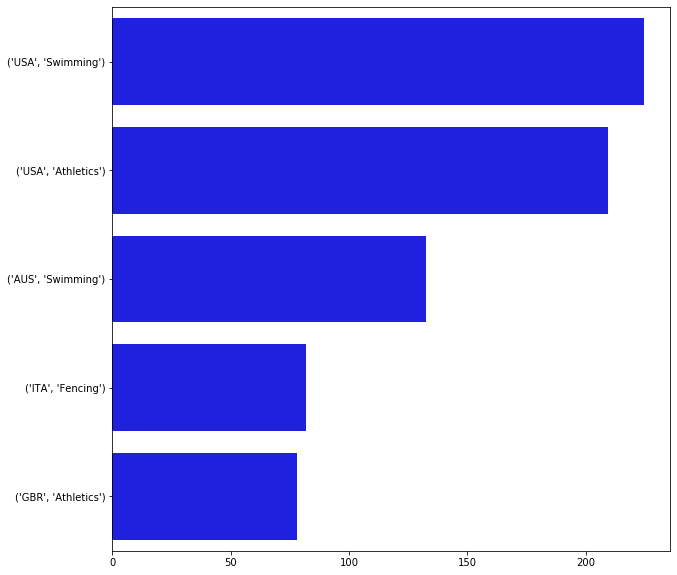 ('USA', 'Swimming')
('USA', 'Athletics')
('AUS', 'Swimming')
('ITA', 'Fencing')
('GBR', 'Athletics')
0 50 100 150 200